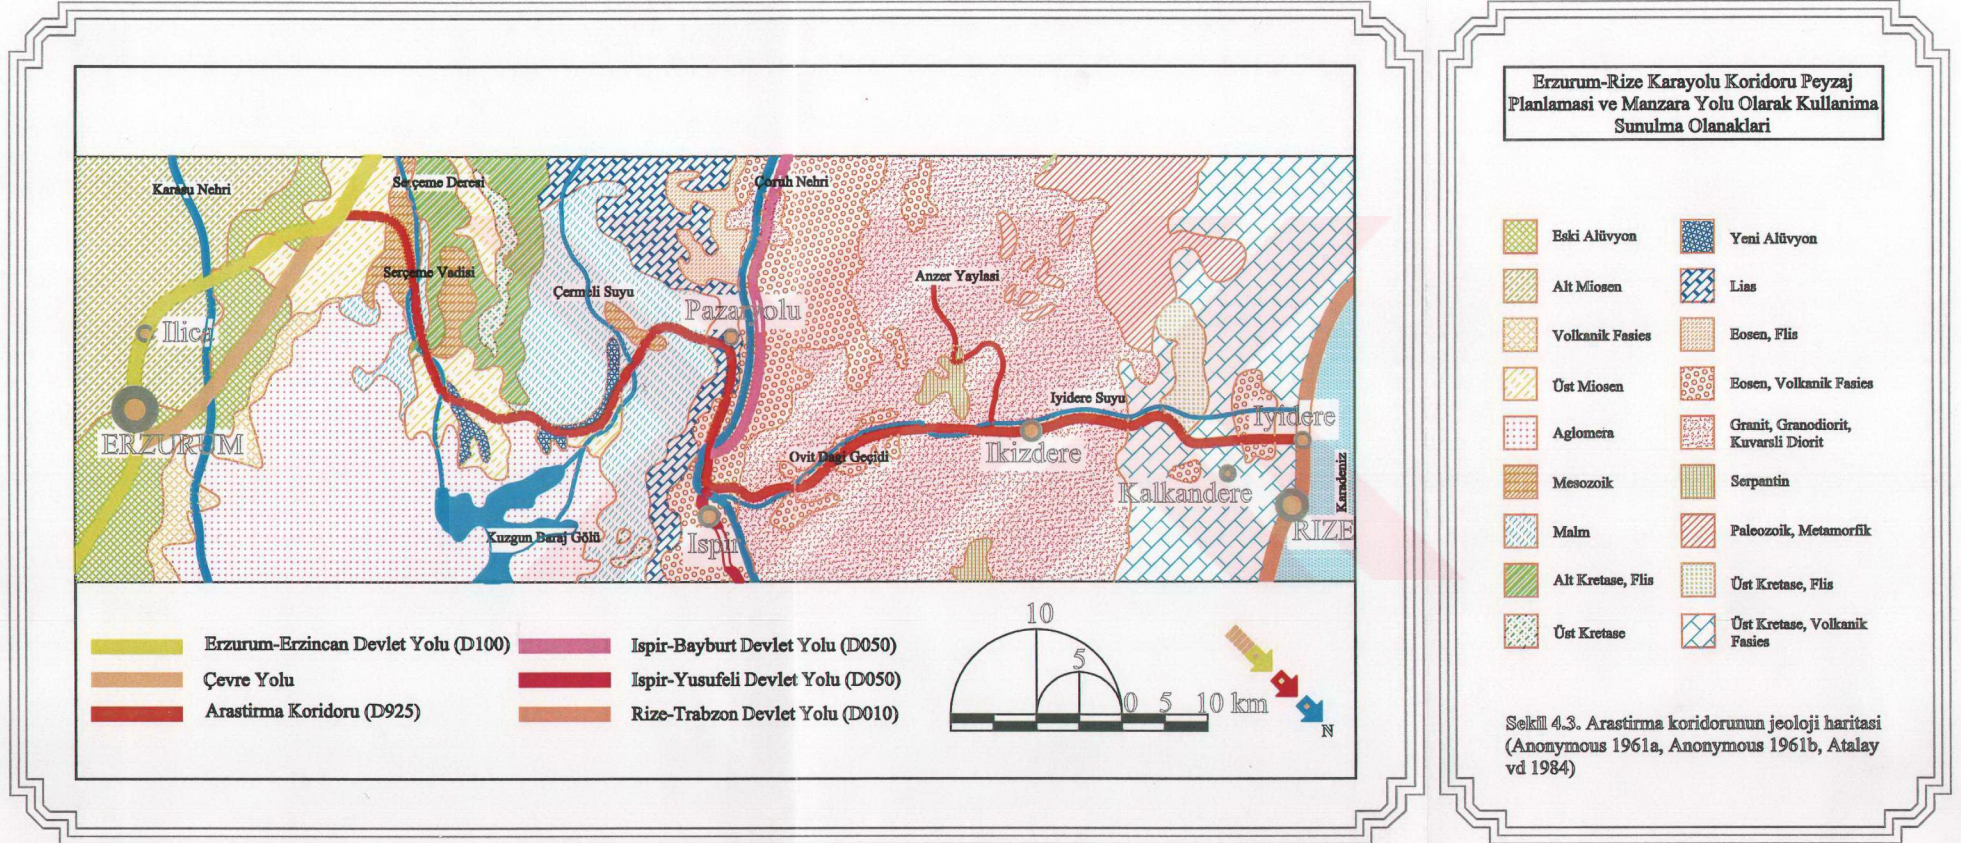 Erzurum-Rize Karayolu Koridoru Peyzaj
Planlamasi ve Manzara Yolu Olarak Kullanima
Sunulma Olanaklari
Karasu Nehri
Serçeme Deresi
Çoruh Nehri
Serçeme Vadisi
Çermeli Suyu
Anzer Yaylasi
Pazaryolu
Ilica
ERZURUM
Iyidere Suyu
Iyidere
Ovit Dagi Geçidi
Ikizdere
Kalkandere
Karadeniz
RIZE
Kuzgun Baraj Gölü
Ispir
Erzurum-Erzincan Devlet Yolu (D100)
Çevre Yolu
Arastirma Koridoru (D925)
Ispir-Bayburt Devlet Yolu (D050)
Ispir-Yusufeli Devlet Yolu (D050)
Rize-Trabzon Devlet Yolu (D010)
10
5
0 5 10 km
N
Eski Alüvyon
Alt Miosen
Volkanik Fasies
Üst Miosen
Aglomera
Mesozoik
Malm
Alt Kretase, Flis
Üst Kretase
Yeni Alüvyon
Lias
Eosen, Flis
Eosen, Volkanik Fasies
Granit, Granodiorit,
Kuvarsli Diorit
Serpantin
Paleozoik, Metamorfik
Üst Kretase, Flis
Üst Kretase, Volkanik
Fasies
Sekil 4.3. Arastirma koridorunun jeoloji haritasi
(Anonymous 1961a, Anonymous 1961b, Atalay
vd 1984)